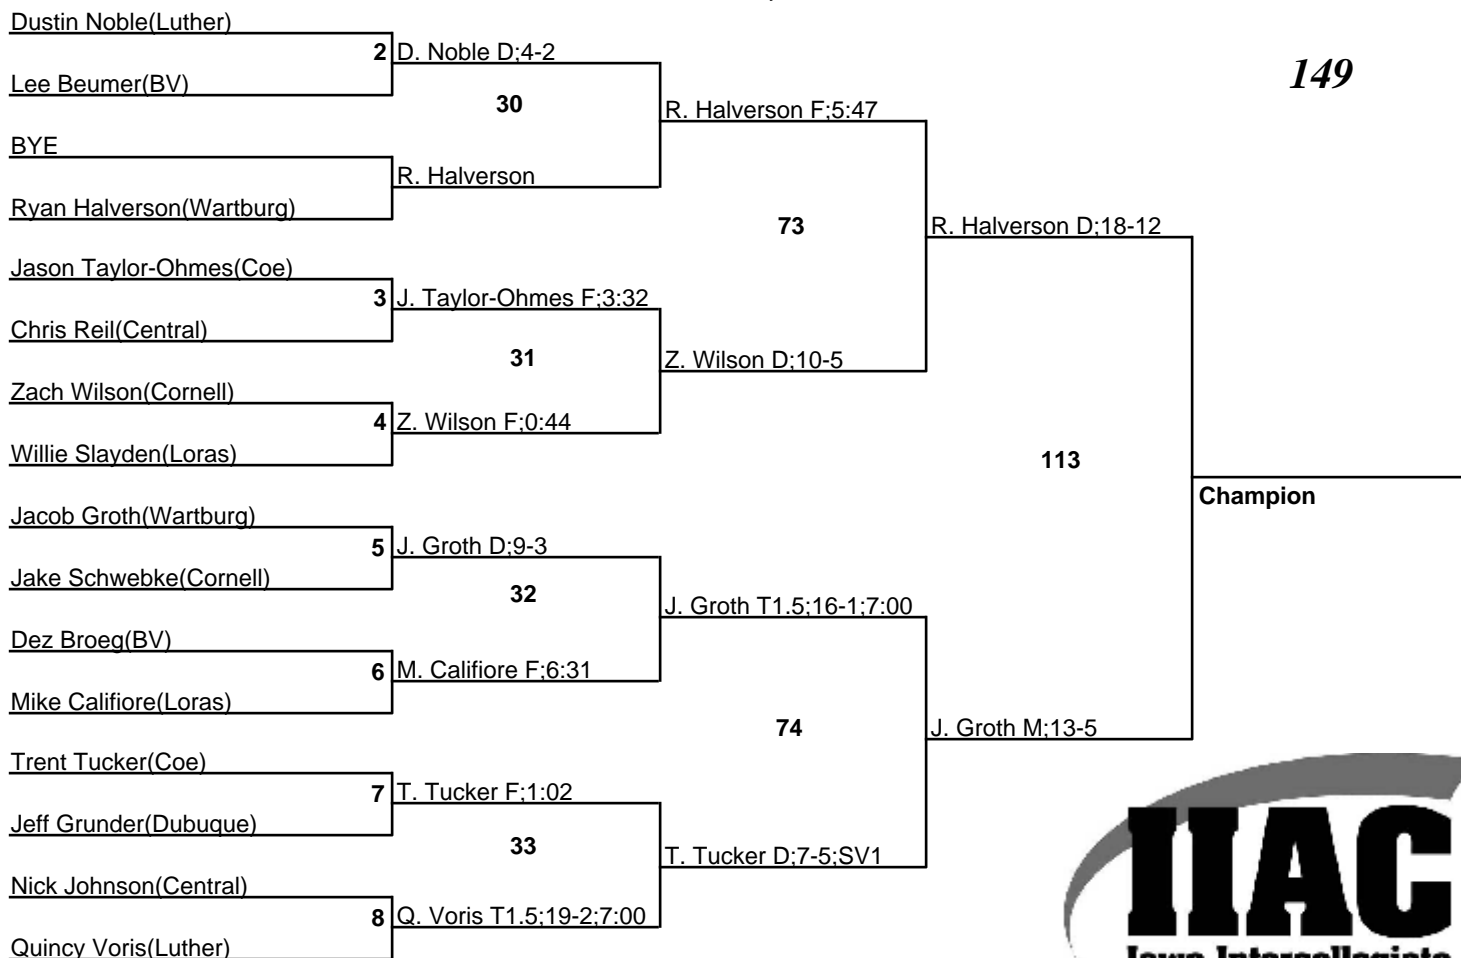 Dustin Noble(Luther)
2 D. Noble D;4-2
149
Lee Beumer(BV)
30
R. Halverson F;5:47
BYE
R. Halverson
Ryan Halverson(Wartburg)
73
R. Halverson D;18-12
Jason Taylor-Ohmes(Coe)
3 J. Taylor-Ohmes F;3:32
Chris Reil(Central)
31
Z. Wilson D;10-5
Zach Wilson(Cornell)
4 Z. Wilson F;0:44
Willie Slayden(Loras)
113
Champion
Jacob Groth(Wartburg)
5 J. Groth D;9-3
Jake Schwebke(Cornell)
32
J. Groth T1.5;16-1;7:00
Dez Broeg(BV)
6 M. Califiore F;6:31
Mike Califiore(Loras)
74
J. Groth M;13-5
Trent Tucker(Coe)
7 T. Tucker F;1:02
Jeff Grunder(Dubuque)
33
T. Tucker D;7-5;SV1
Nick Johnson(Central)
8 Q. Voris T1.5;19-2;7:00
Quincy Voris(Luther)
IIAC
Iowa Intercollegiate